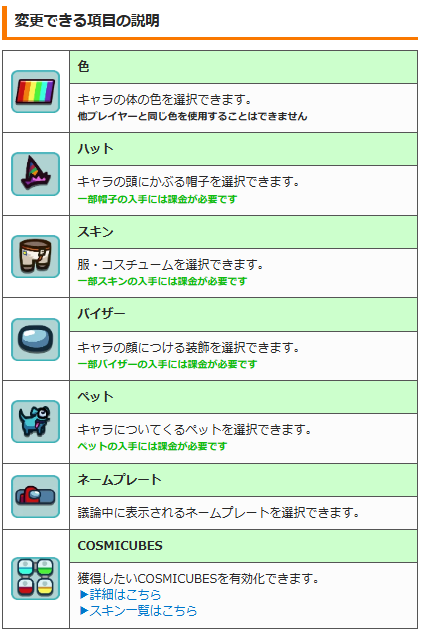 変更できる項目の説明
色
キャラの体の色を選択できます。
他プレイヤーと同じ色を使用することはできません
ハット
キャラの頭にかぶる帽子を選択できます。
一部帽子の入手には課金が必要です
スキン
服・コスチュームを選択できます。
一部スキンの入手には課金が必要です
バイザー
キャラの顔につける装飾を選択できます。
一部バイザーの入手には課金が必要です
ペット
キャラについてくるペットを選択できます。
ペットの入手には課金が必要です
ネームプレート
議論中に表示されるネームプレートを選択できます。
COSMICUBES
獲得したいCOSMICUBESを有効化できます。
▶詳細はこちら
▶スキン一覧はこちら